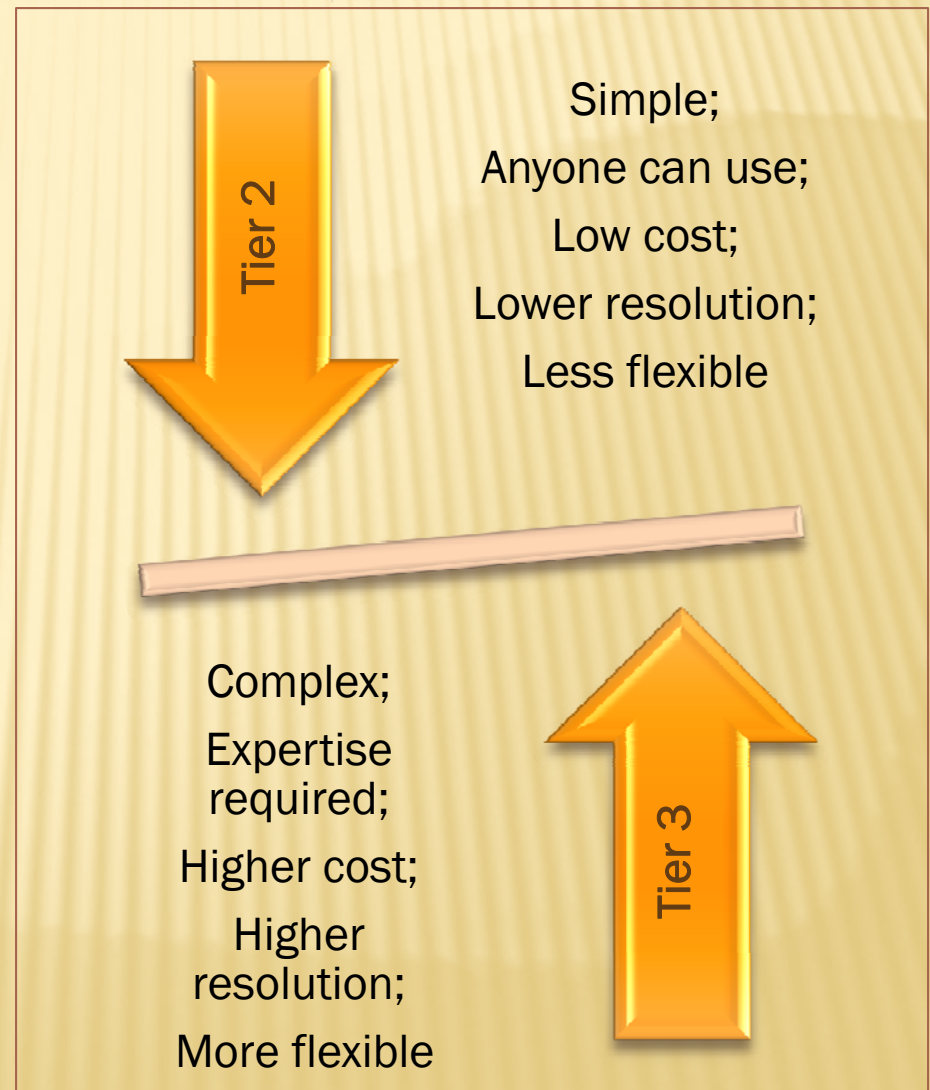 Tier 2
Simple;
Anyone can use;
Low cost;
Lower resolution;
Less flexible
Complex;
Expertise
required;
Higher cost;
Higher
resolution;
More flexible
Tier 3